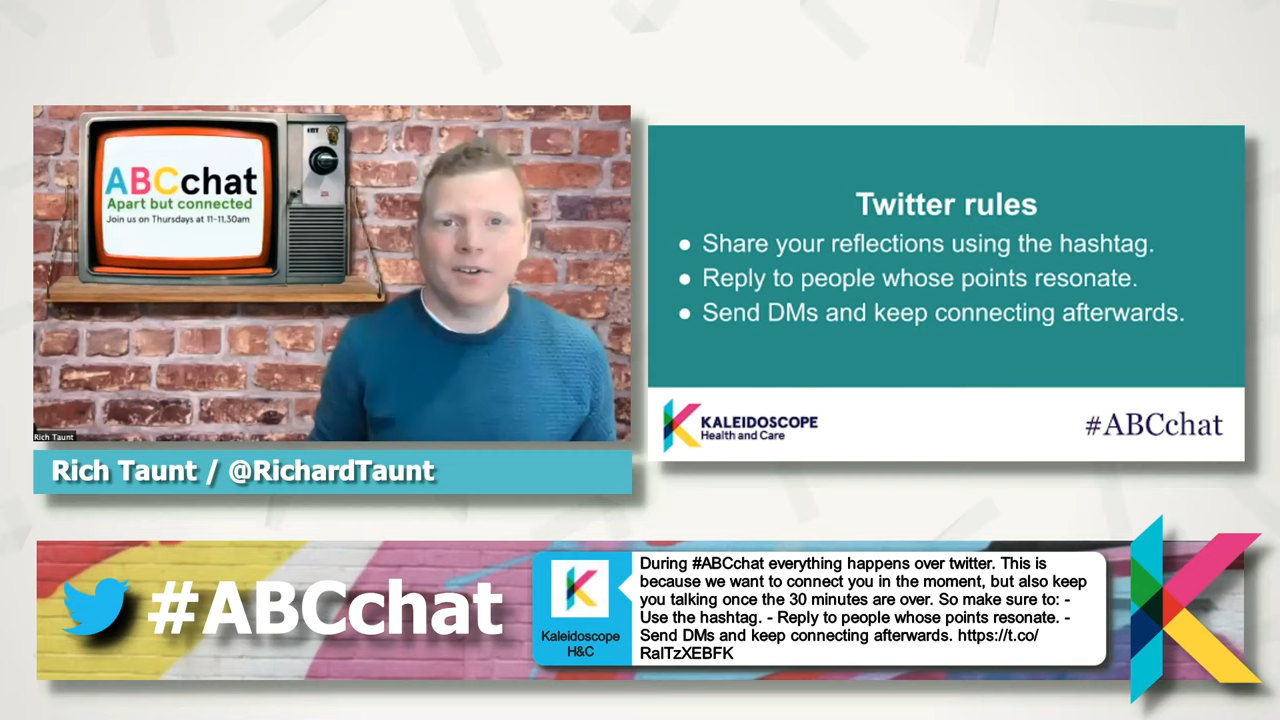 ABCchat
Apart but connected
Join us on Thursdays at 11-11.30am
Rich Taunt
Rich Taunt / @RichardTaunt
Twitter rules
● Share your reflections using the hashtag.
● Reply to people whose points resonate.
● Send DMs and keep connecting afterwards.
KALEIDOSCOPE
Health and Care
#ABCchat
#ABCchat
Kaleidoscope
H&C
During #ABCchat everything happens over twitter. This is
because we want to connect you in the moment, but also keep
you talking once the 30 minutes are over. So make sure to: -
Use the hashtag. - Reply to people whose points resonate. -
Send DMs and keep connecting afterwards. https://t.co/
RalTzXEBFK